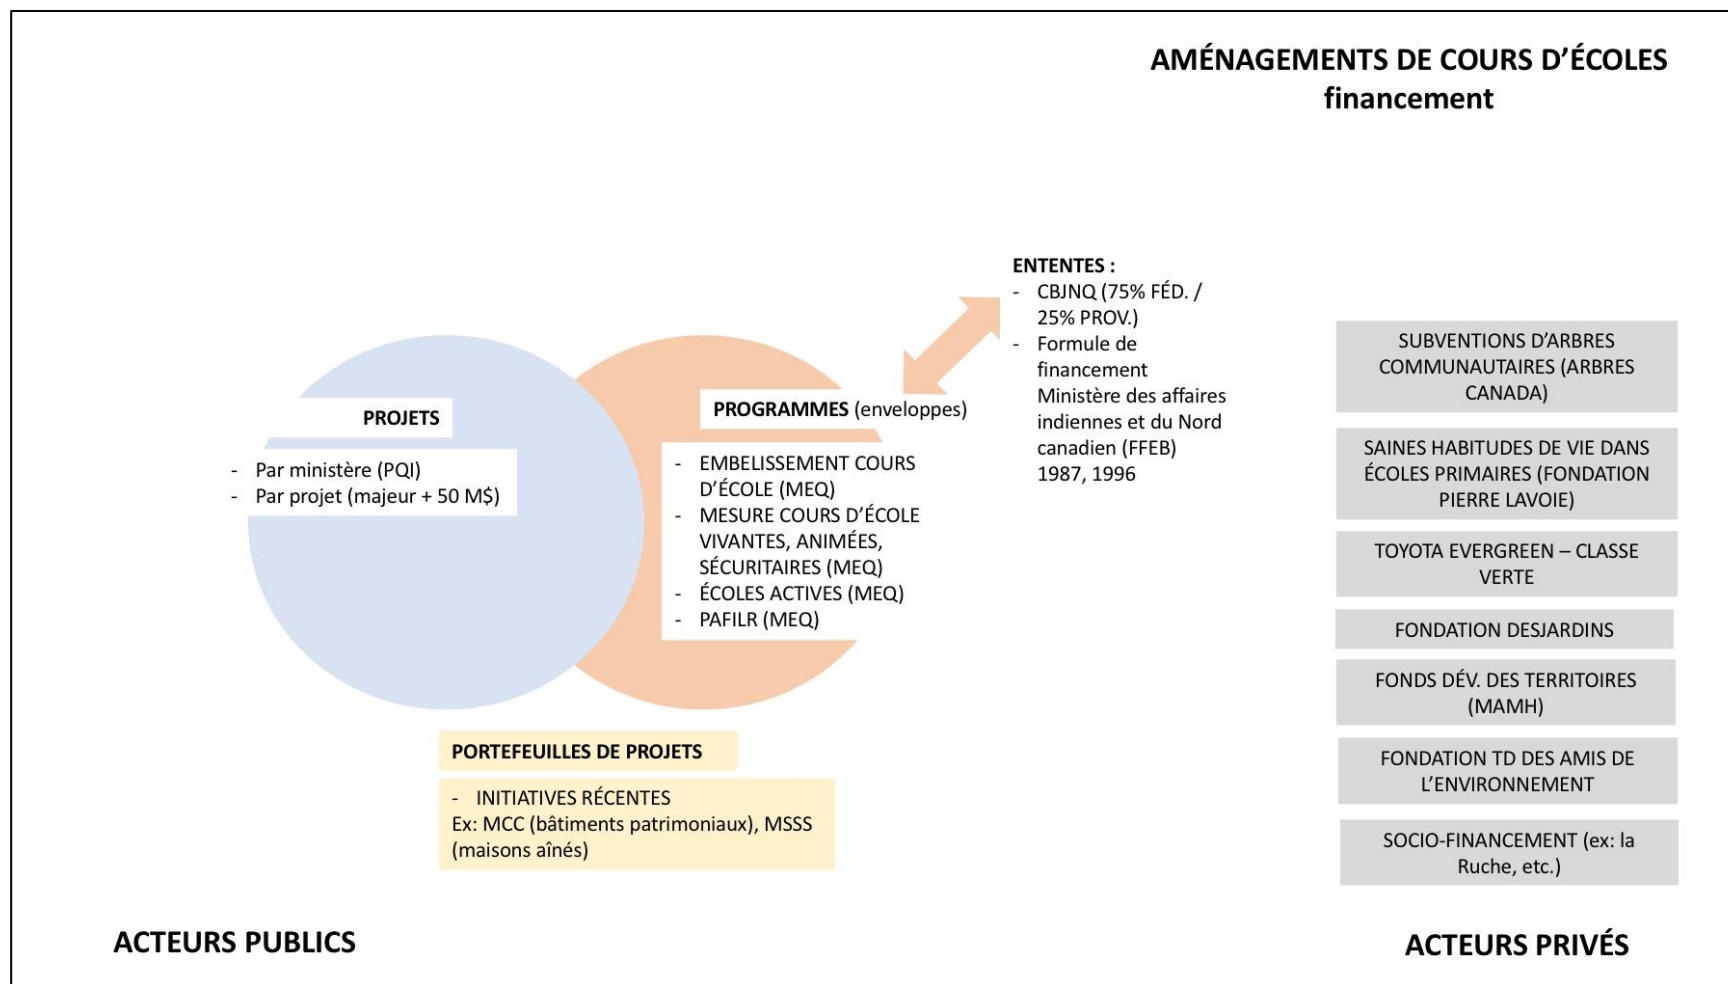 AMÉNAGEMENTS DE COURS D'ÉCOLES
financement
PROJETS
- Par ministère (PQI)
- Par projet (majeur + 50 M$)
PROGRAMMES (enveloppes)
- EMBELISSEMENT COURS
D'ÉCOLE (MEQ)
- MESURE COURS D'ÉCOLE
VIVANTES, ANIMÉES,
SÉCURITAIRES (MEQ)
- ÉCOLES ACTIVES (MEQ)
- PAFILR (MEQ)
ENTENTES :
- CBJNQ (75% FÉD. /
25% PROV.)
- Formule de
financement
Ministère des affaires
indiennes et du Nord
canadien (FFEB)
1987, 1996
PORTEFEUILLES DE PROJETS
- INITIATIVES RÉCENTES
Ex: MCC (bâtiments patrimoniaux), MSSS
(maisons aînés)
SUBVENTIONS D'ARBRES
COMMUNAUTAIRES (ARBRES
CANADA)
SAINES HABITUDES DE VIE DANS
ÉCOLES PRIMAIRES (FONDATION
PIERRE LAVOIE)
TOYOTA EVERGREEN – CLASSE
VERTE
FONDATION DESJARDINS
FONDS DÉV. DES TERRITOIRES
(MAMH)
FONDATION TD DES AMIS DE
L'ENVIRONNEMENT
SOCIO-FINANCEMENT (ex: la
Ruche, etc.)
ACTEURS PUBLICS
ACTEURS PRIVÉS